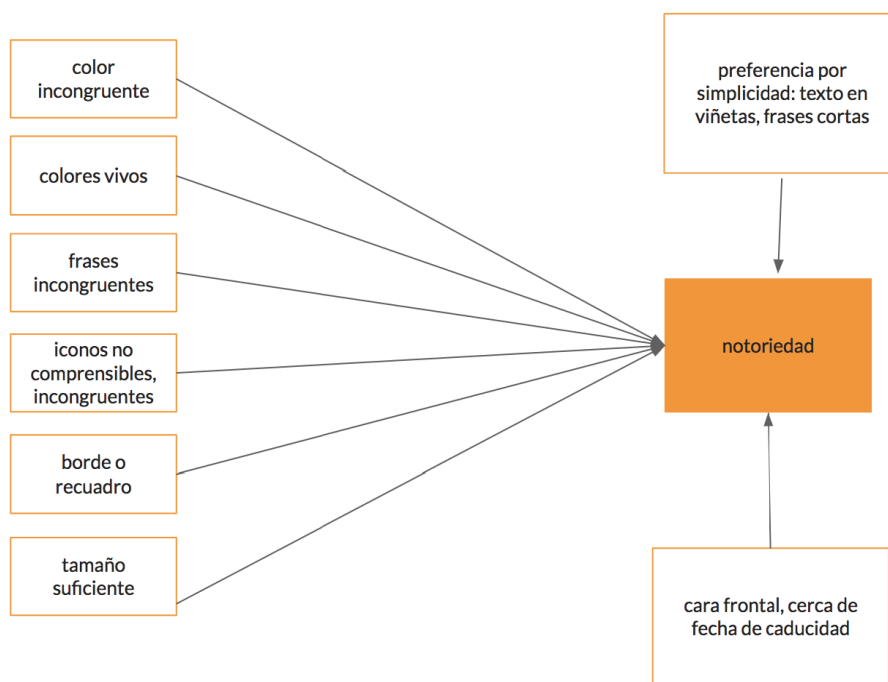 color
incongruente
colores vivos
frases
incongruentes
iconos no
comprensibles,
incongruentes
borde o
recuadro
tamaño
suficiente
preferencia por
simplicidad: texto en
viñetas, frases cortas
notoriedad
cara frontal, cerca de
fecha de caducidad